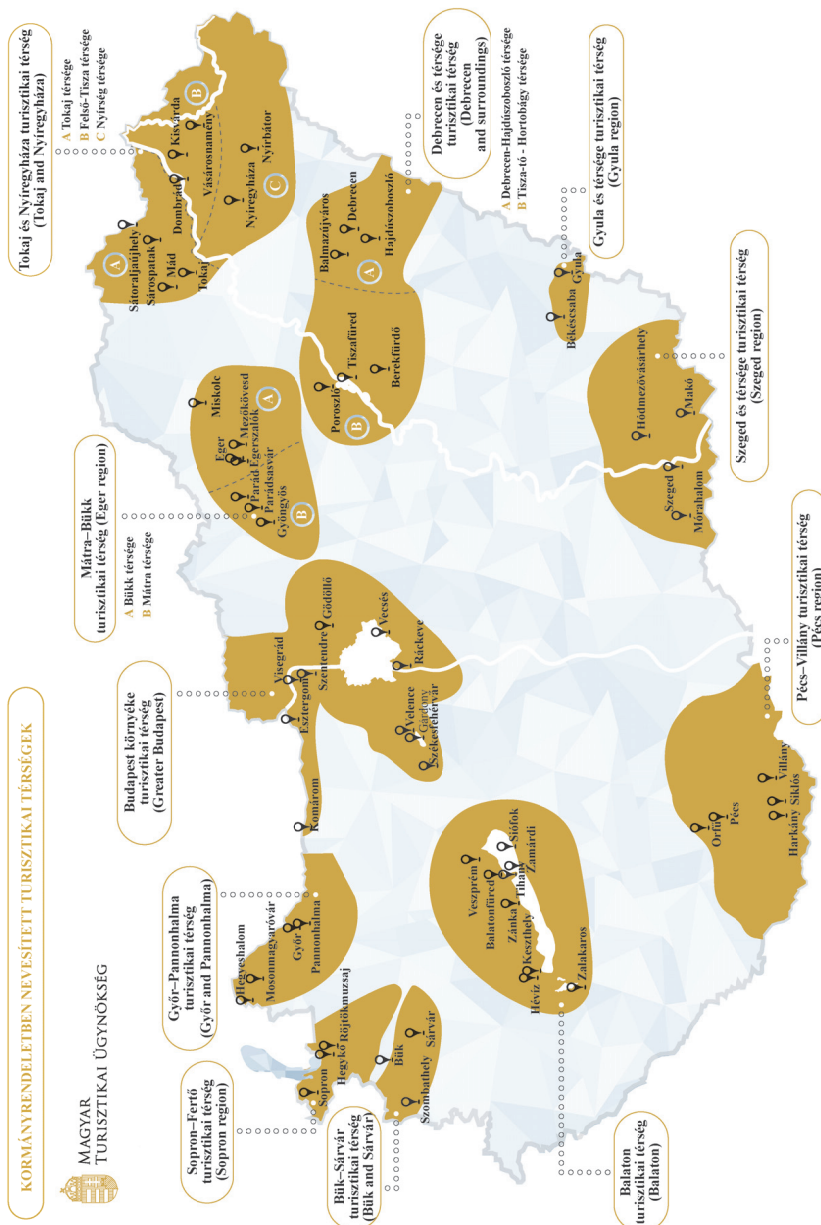 KORMÁNYRENDELETBEN NEVESÍTETT TURISZTIKAI TÉRSÉGEK
MAGYAR
TURISZTIKAI ÜGYNÖKSÉG
Sopron–Fertő
turisztikai térség
(Sopron region)
Győr–Pannonhalma
turisztikai térség
(Győr and Pannonhalma)
Budapest környéke
turisztikai térség
(Greater Budapest)
Mátra–Bükk
turisztikai térség (Eger region)
A Bükk térsége
B Mátra térsége
Tokaj és Nyíregyháza turisztikai térség
(Tokaj and Nyíregyháza)
A Tokaj térsége
B Felső-Tisza térsége
C Nyírség térsége
Bük–Sárvár
turisztikai térség
(Bük and Sárvár)
Balaton
turisztikai térség
(Balaton)
Pécs–Villány turisztikai térség
(Pécs region)
Szeged és térsége turisztikai térség
(Szeged region)
Gyula és térsége turisztikai térség
(Gyula region)
Debrecen és térsége
turisztikai térség
(Debrecen
and surroundings)
A Debrecen-Hajdúszoboszló térsége
B Tisza-tó - Hortobágy térsége
Sopron
Hegykő
Röjtökmuzsaj
Bük
Szombathely
Sárvár
Hegyeshalom
Mosonmagyaróvár
Győr
Pannonhalma
Komárom
Esztergom
Visegrád
Szentendre
Gödöllő
Vecsés
Ráckeve
Velence
Gárdony
Székesfehérvár
Veszprém
Balatonfüred
Tihany
Zánka
Siófok
Zamárdi
Keszthely
Hévíz
Zalakaros
Orfű
Pécs
Harkány
Siklós
Villány
Gyöngyös
Parádsasvár
Parád
Egerszalók
Eger
Mezőkövesd
Miskolc
A
B
Sátoraljaújhely
Sárospatak
Mád
Tokaj
Dombrád
Kisvárda
Vásárosnamény
Nyíregyháza
Nyírbátor
A
B
C
Poroszló
Tiszafüred
Berekfürdő
Balmazújváros
Debrecen
Hajdúszoboszló
A
B
Békéscsaba
Gyula
Hódmezővásárhely
Szeged
Mórahalom
Makó